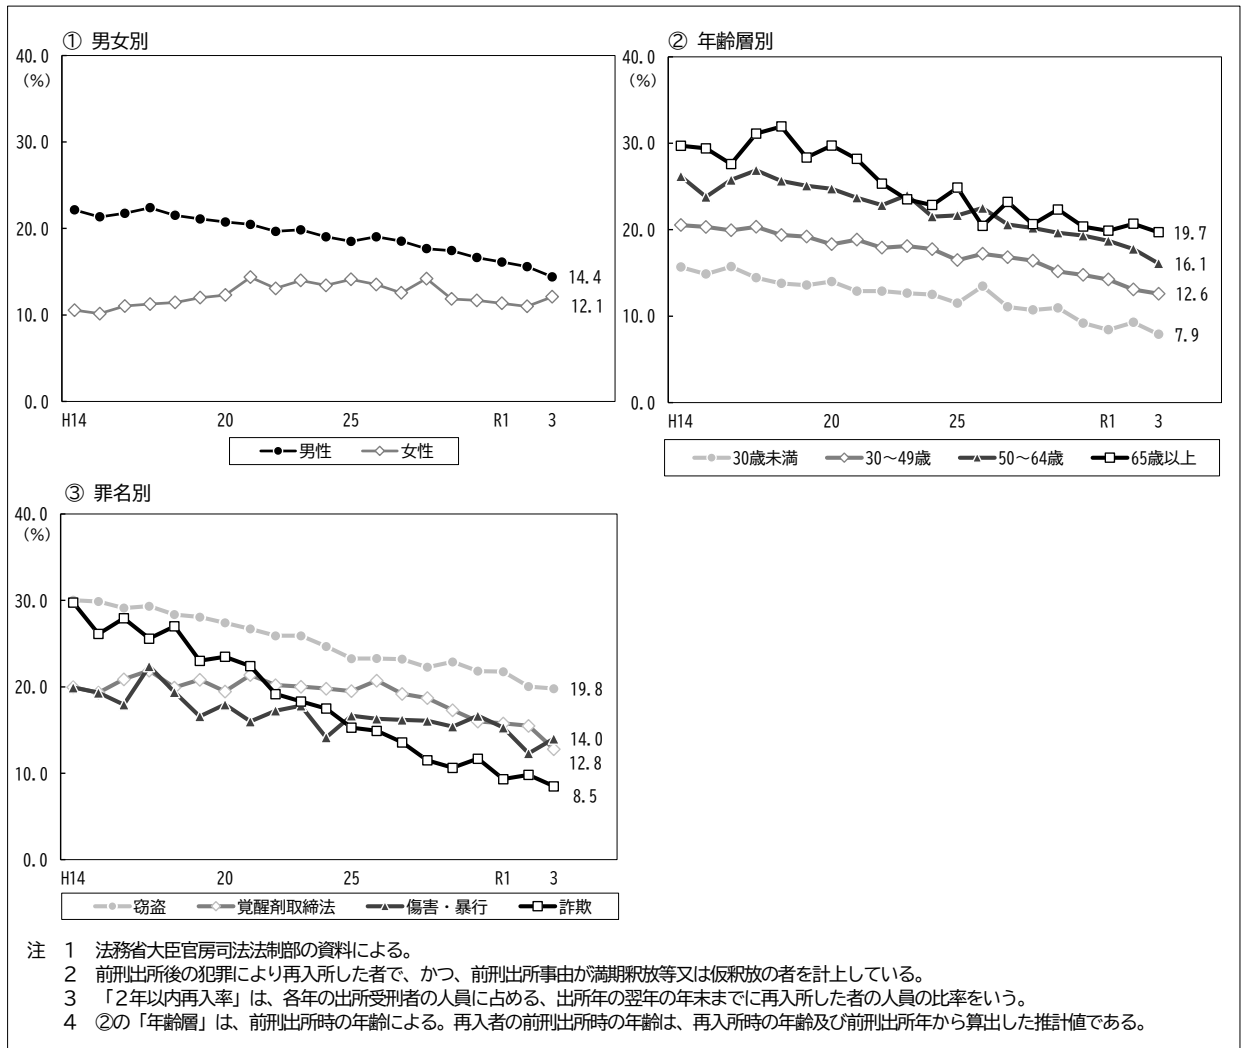 ① 男女別
40.0
(%)
30.0
20.0
10.0
0.0
14.4
12.1
H14 20 25 R1 3
男性 女性
② 年齢層別
40.0
(%)
30.0
20.0
10.0
0.0
19.7
16.1
12.6
7.9
H14 20 25 R1 3
30歳未満 30～49歳 50～64歳 65歳以上
③ 罪名別
40.0
(%)
30.0
20.0
10.0
0.0
19.8
14.0
12.8
8.5
H14 20 25 R1 3
窃盗 覚醒剤取締法 傷害・暴行 詐欺
注 1 法務省大臣官房司法法制部の資料による。
2 前刑出所後の犯罪により再入所した者で、かつ、前刑出所事由が満期釈放等又は仮釈放の者を計上している。
3 「２年以内再入率」は、各年の出所受刑者の人員に占める、出所年の翌年の年末までに再入所した者の人員の比率をいう。
4 ②の「年齢層」は、前刑出所時の年齢による。再入者の前刑出所時の年齢は、再入所時の年齢及び前刑出所年から算出した推計値である。